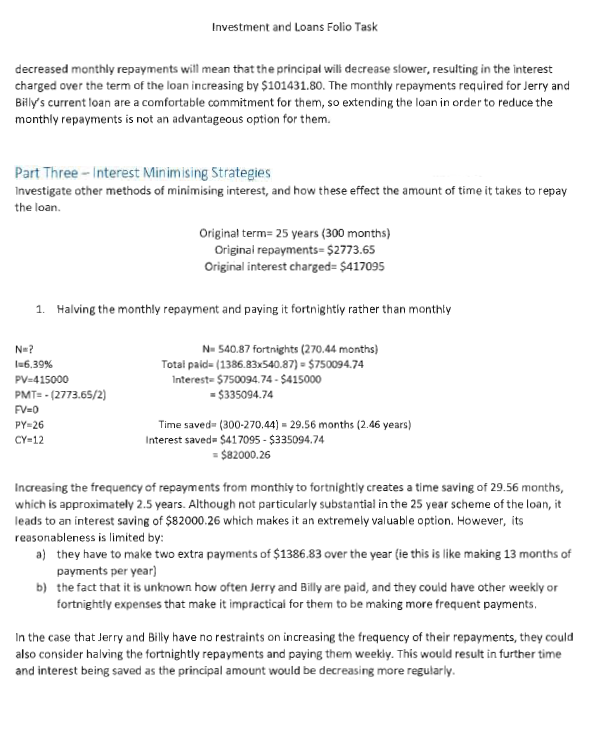 Investment and Loans Folio Task
decreased monthly repayments will mean that the principal will decrease slower, resulting in the interest
charged over the term of the loan increasing by $101431.80. The monthly repayments required for Jerry and
Billy's current loan are a comfortable commitment for them, so extending the loan in order to reduce the
monthly repayments is not an advantageous option for them.
Part Three – Interest Minimising Strategies
Investigate other methods of minimising interest, and how these effect the amount of time it takes to repay
the loan.
Original term= 25 years (300 months)
Original repayments= $2773.65
Original interest charged= $417095
1. Halving the monthly repayment and paying it fortnightly rather than monthly
N=?
I=6.39%
PV=415000
PMT= - (2773.65/2)
FV=0
PY=26
CY=12
N= 540.87 fortnights (270.44 months)
Total paid= (1386.83x540.87) = $750094.74
Interest= $750094.74 - $415000
= $335094.74
Time saved= (300-270.44) = 29.56 months (2.46 years)
Interest saved= $417095 - $335094.74
= $82000.26
Increasing the frequency of repayments from monthly to fortnightly creates a time saving of 29.56 months,
which is approximately 2.5 years. Although not particularly substantial in the 25 year scheme of the loan, it
leads to an interest saving of $82000.26 which makes it an extremely valuable option. However, its
reasonableness is limited by:
a) they have to make two extra payments of $1386.83 over the year (ie this is like making 13 months of
payments per year)
b) the fact that it is unknown how often Jerry and Billy are paid, and they could have other weekly or
fortnightly expenses that make it impractical for them to be making more frequent payments.
In the case that Jerry and Billy have no restraints on increasing the frequency of their repayments, they could
also consider halving the fortnightly repayments and paying them weekly. This would result in further time
and interest being saved as the principal amount would be decreasing more regularly.